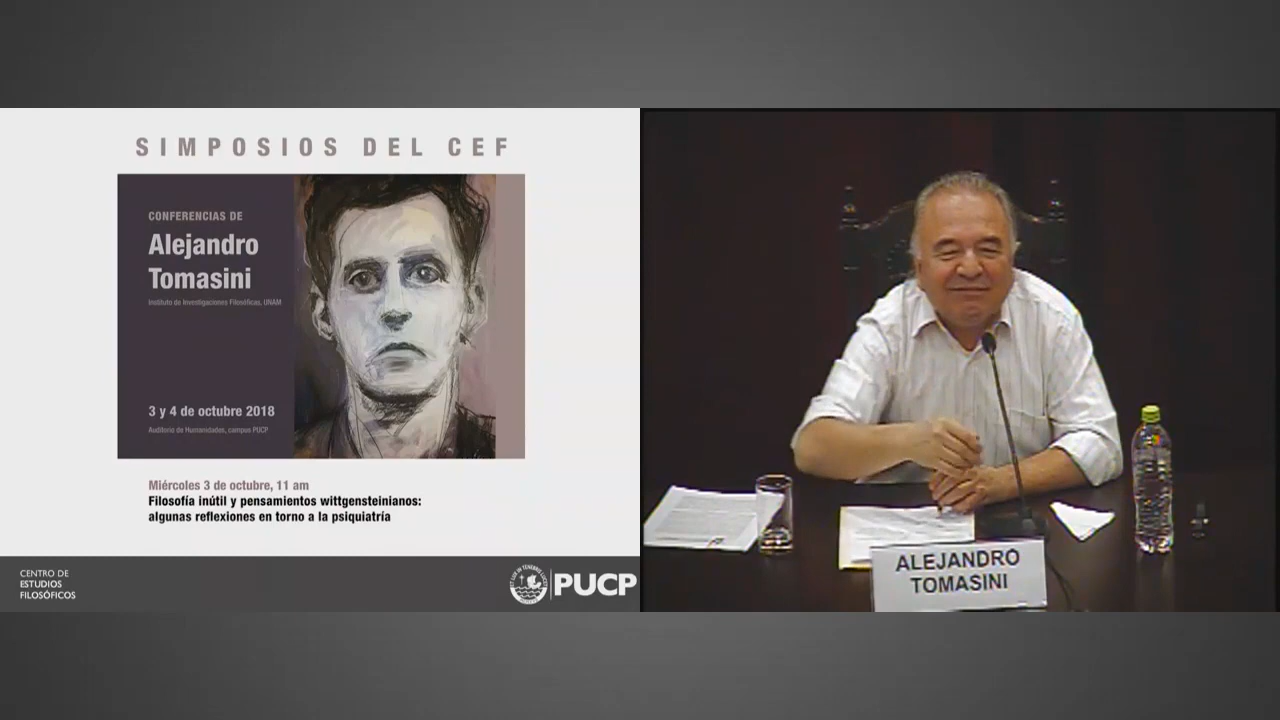 SIMPOSIOS DEL CEF
CONFERENCIAS DE
Alejandro
Tomasini
Instituto de Investigaciones Filosóficas, UNAM
3 y 4 de octubre 2018
Auditorio de Humanidades, campus PUCP
Miércoles 3 de octubre, 11 am
Filosofía inútil y pensamientos wittgensteinianos:
algunas reflexiones en torno a la psiquiatría
CENTRO DE
ESTUDIOS
FILOSÓFICOS
PUCP
ALEJANDRO
TOMASINI